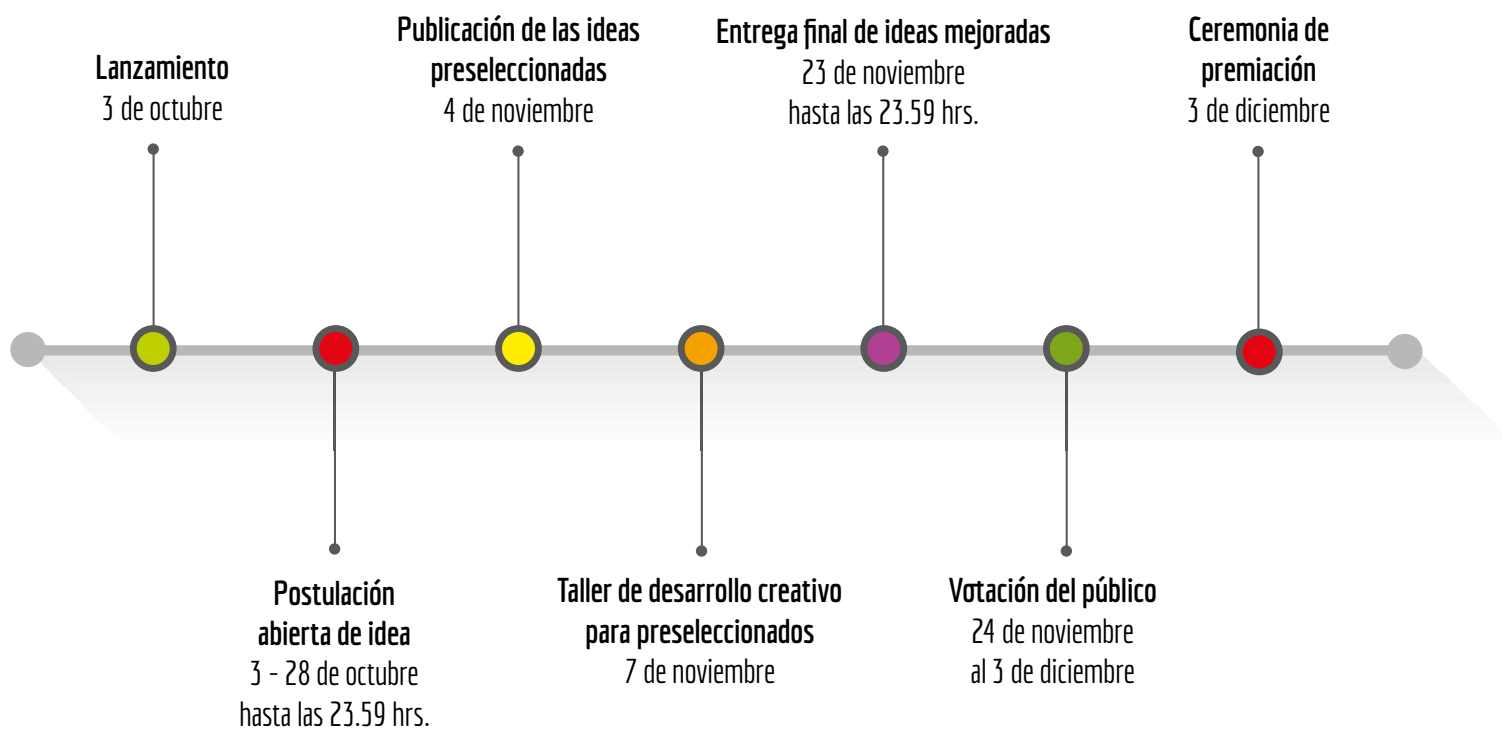 Lanzamiento
3 de octubre
Postulación
abierta de idea
3 - 28 de octubre
hasta las 23.59 hrs.
Publicación de las ideas
preseleccionadas
4 de noviembre
Taller de desarrollo creativo
para preseleccionados
7 de noviembre
Entrega final de ideas mejoradas
23 de noviembre
hasta las 23.59 hrs.
Votación del público
24 de noviembre
al 3 de diciembre
Ceremonia de
premiación
3 de diciembre